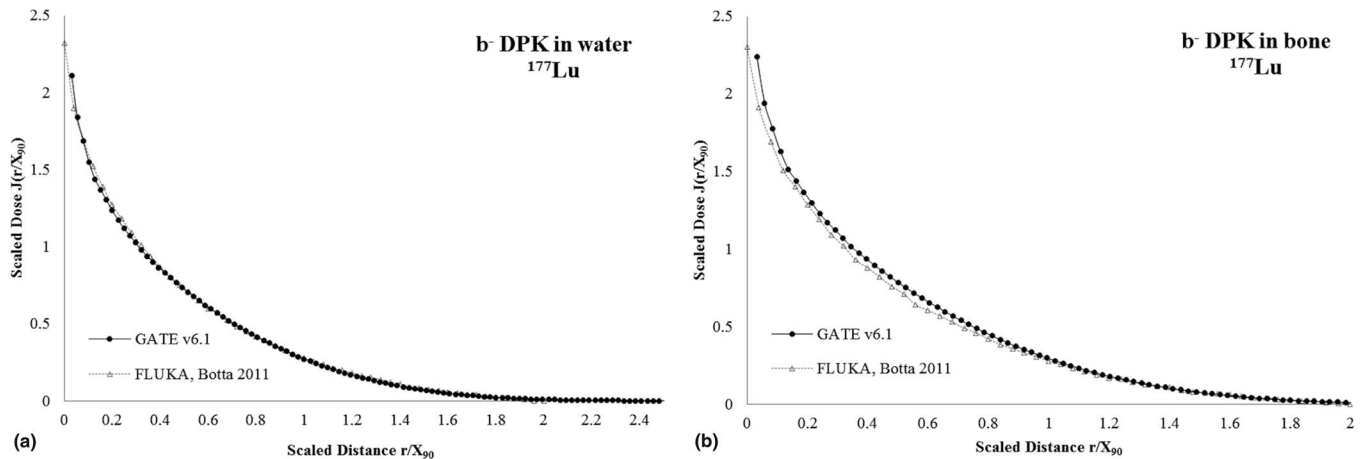 b- DPK in water
177Lu
2.5
2
1.5
1
0.5
0
Scaled Dose J(r/X90)
GATE v6.1
FLUKA, Botta 2011
0 0.2 0.4 0.6 0.8 1 1.2 1.4 1.6 1.8 2 2.2 2.4
Scaled Distance r/X90
(a)
b- DPK in bone
177Lu
2.5
2
1.5
1
0.5
0
Scaled Dose J(r/X90)
GATE v6.1
FLUKA, Botta 2011
0 0.2 0.4 0.6 0.8 1 1.2 1.4 1.6 1.8 2
Scaled Distance r/X90
(b)